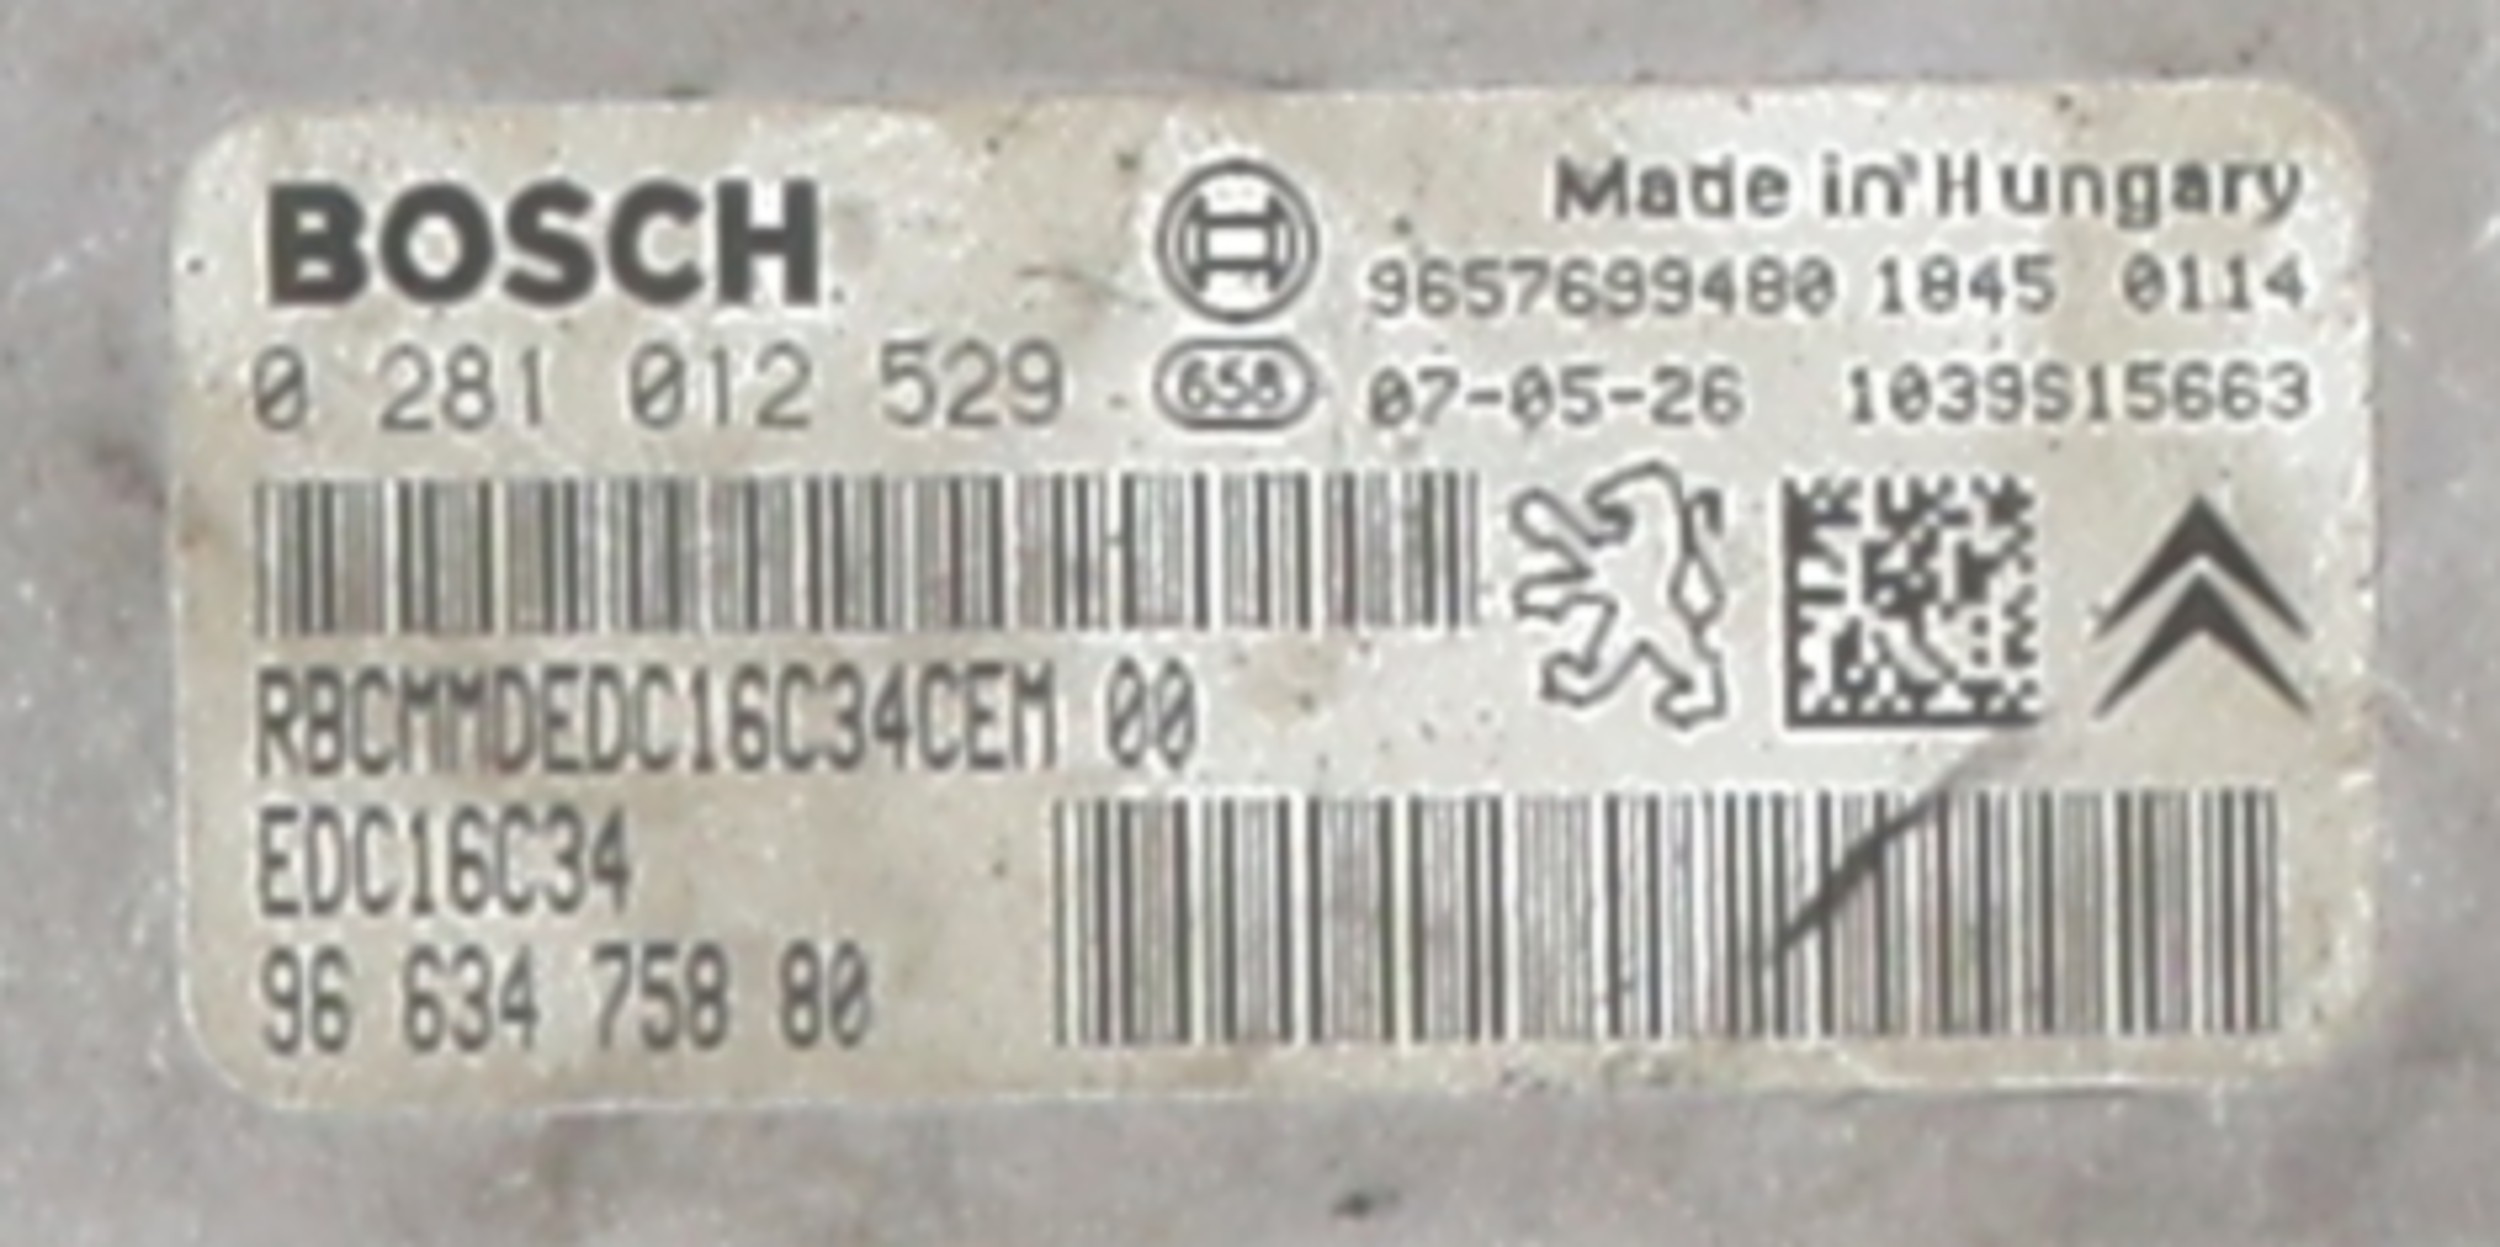 BOSCH
Made in Hungary
9657699480 1845 0114
0 281 012 529
658
07-05-26 1039S15663
RBCMMDEDC16C34CEM 00
EDC16C34
96 634 758 80